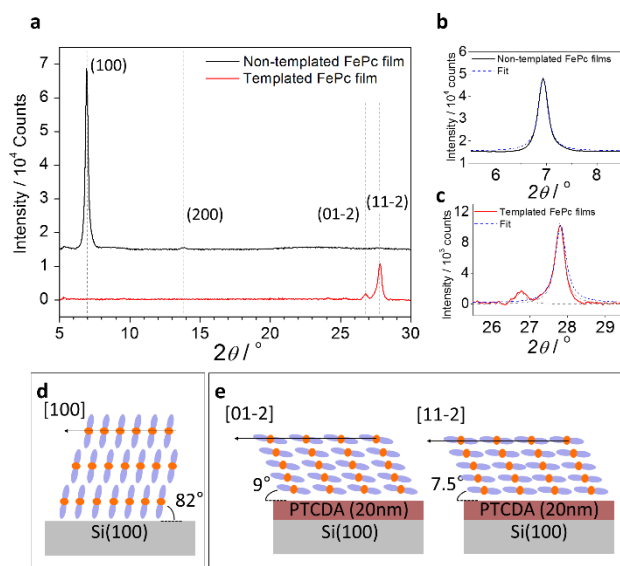 a
Intensity / 10⁴ Counts
7
6
5
4
3
2
1
0
5 10 15 20 25 30
2θ / °
(100)
(200)
(01-2)
(11-2)
Non-templated FePc film
Templated FePc film
b
Intensity / 10⁴ counts
6
5
4
3
2
1
6 7 8
2θ / °
Non-templated FePc films
Fit
c
Intensity / 10³ counts
12
8
4
0
26 27 28 29
2θ / °
Templated FePc films
Fit
d
[100]
82°
Si(100)
e
[01-2]
9°
PTCDA (20nm)
Si(100)
[11-2]
7.5°
PTCDA (20nm)
Si(100)